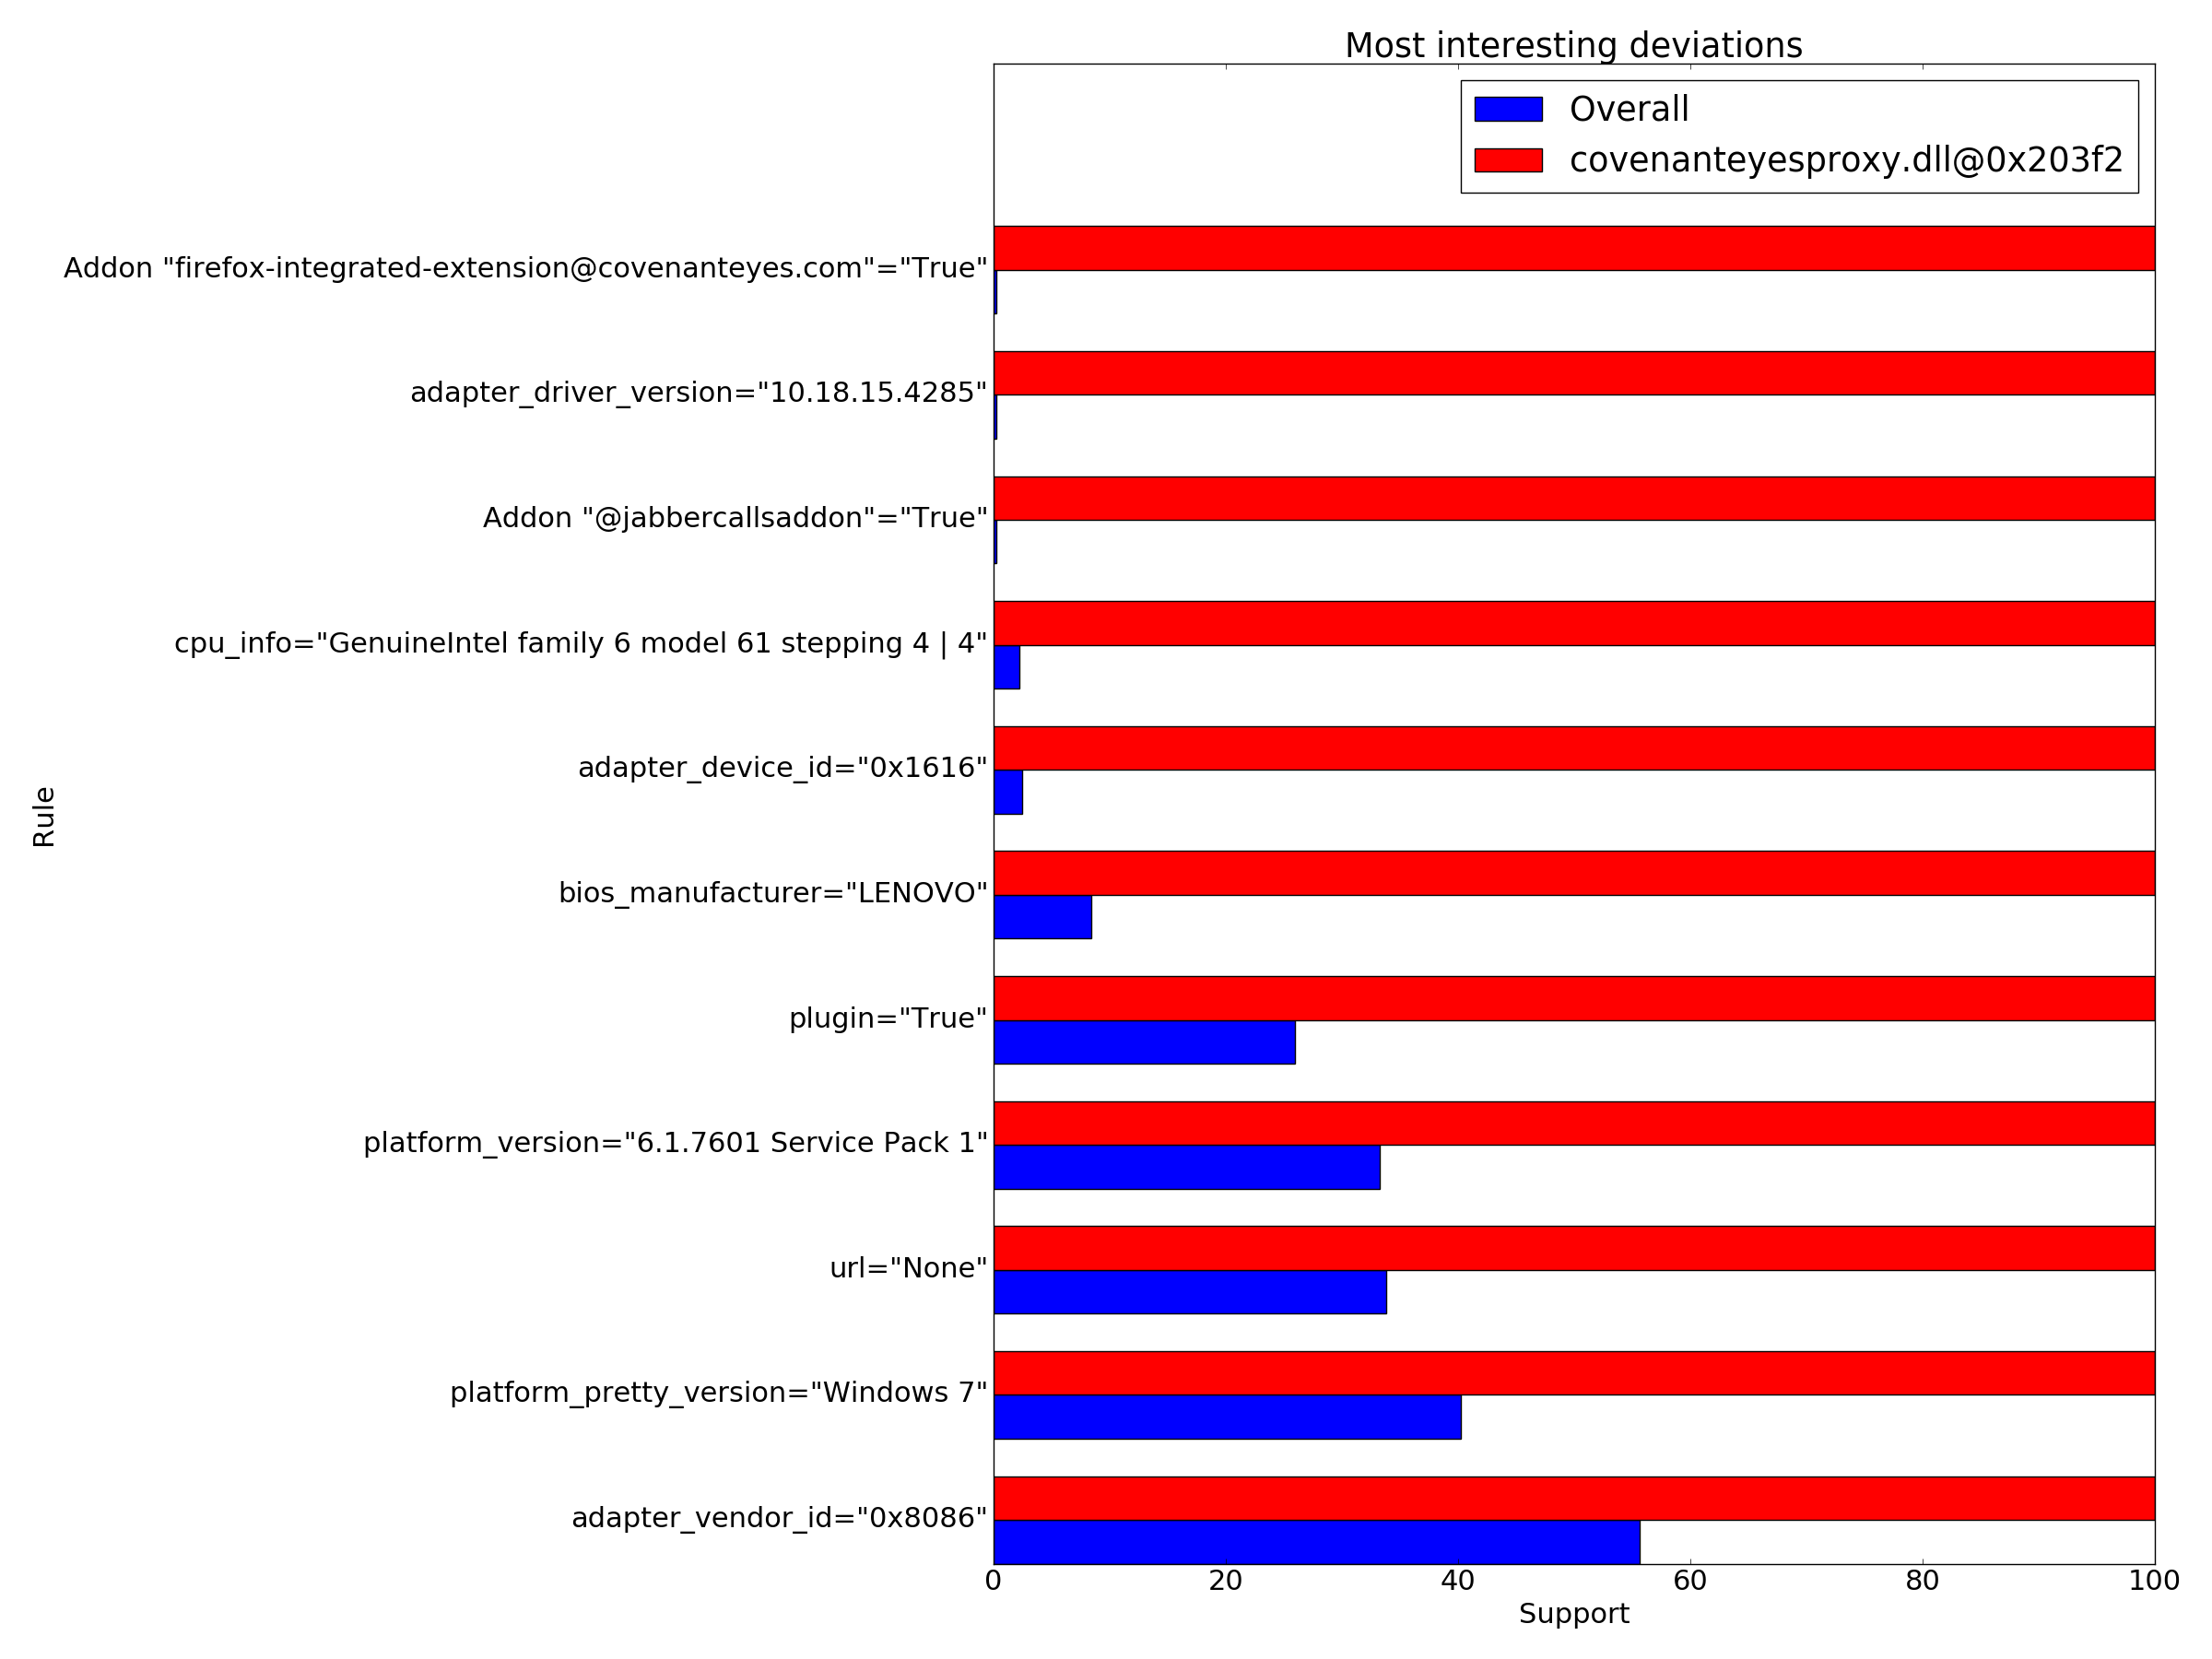 Most interesting deviations
Overall
covenanteyesproxy.dll@0x203f2
Addon "firefox-integrated-extension@covenanteyes.com"="True"
adapter_driver_version="10.18.15.4285"
Addon "@jabbercallsaddon"="True"
cpu_info="GenuineIntel family 6 model 61 stepping 4 | 4"
adapter_device_id="0x1616"
bios_manufacturer="LENOVO"
plugin="True"
platform_version="6.1.7601 Service Pack 1"
url="None"
platform_pretty_version="Windows 7"
adapter_vendor_id="0x8086"
Rule
0 20 40 60 80 100
Support